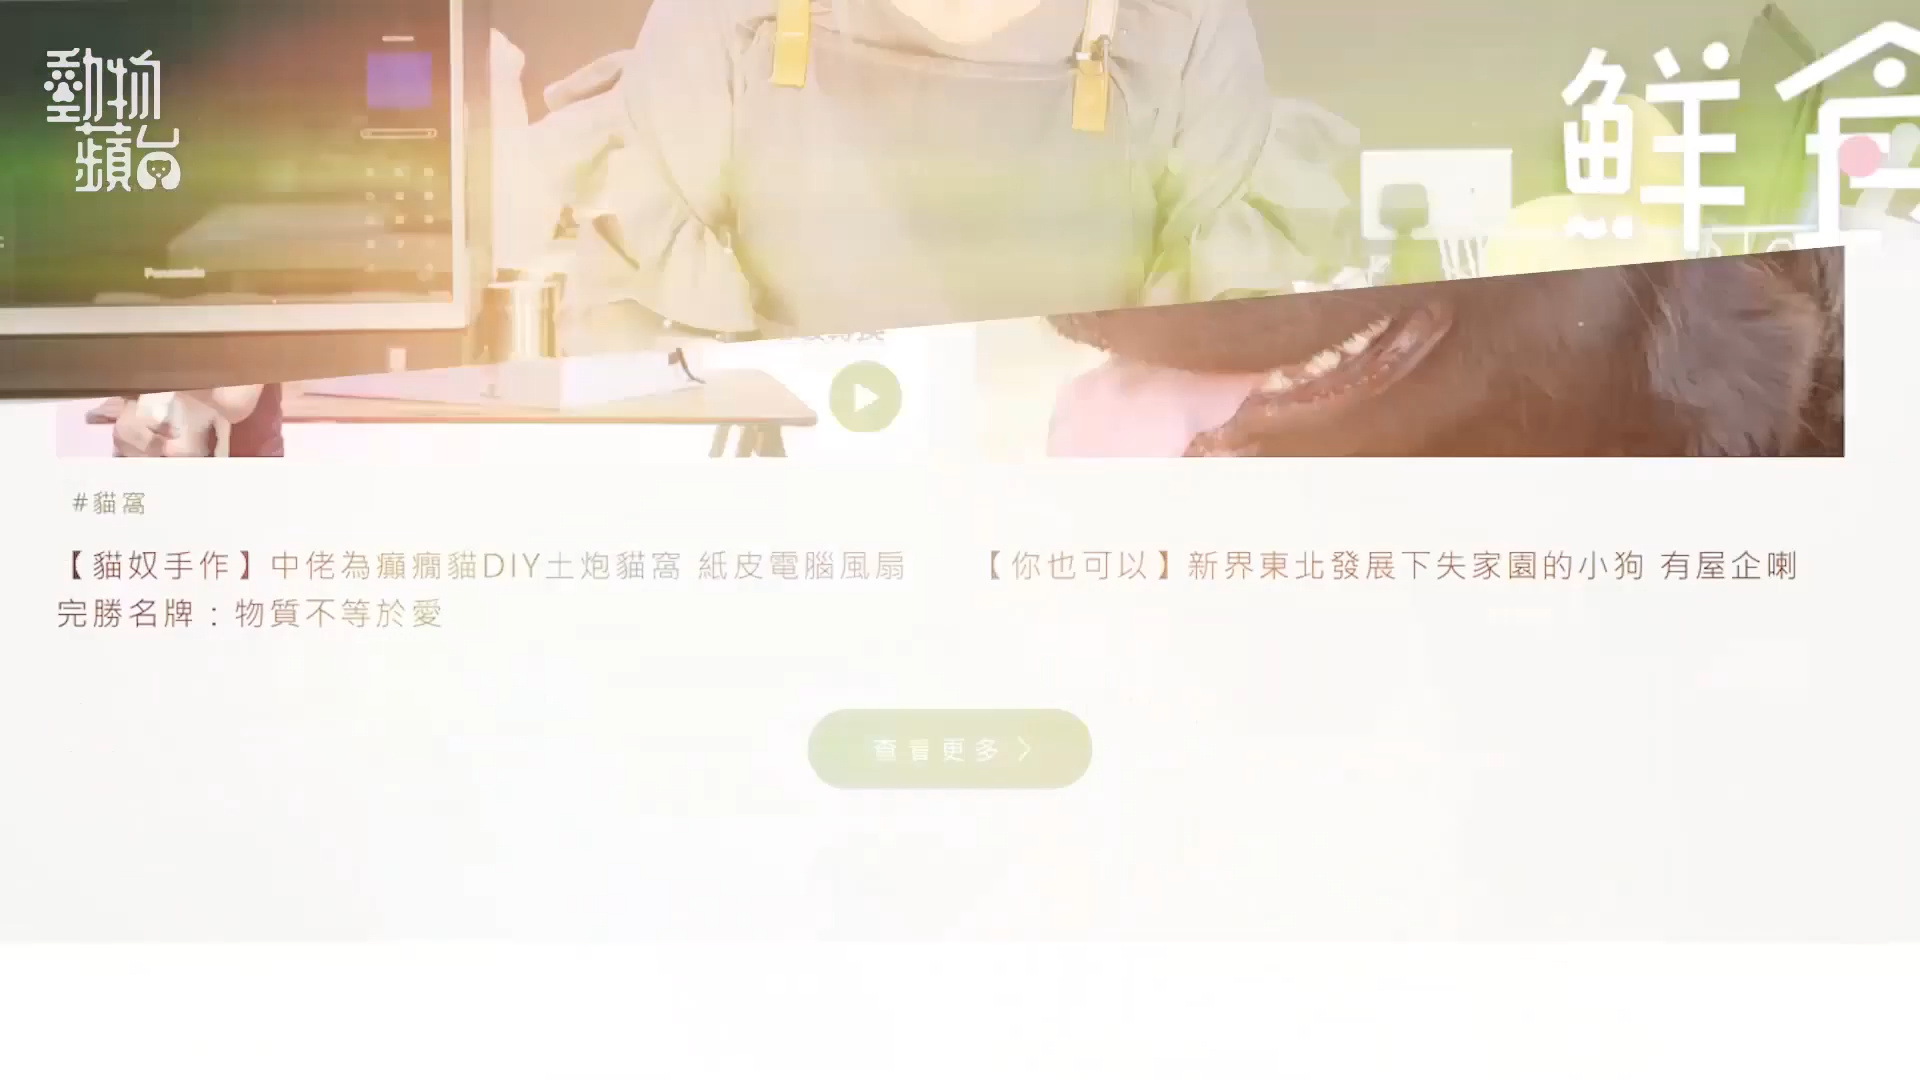 動物
蘋台
鮮食
Panasonic
#貓窩
【貓奴手作】中佬為癲癇貓DIY土炮貓窩 紙皮電腦風扇
完勝名牌：物質不等於愛
【你也可以】新界東北發展下失家園的小狗 有屋企喇
查看更多